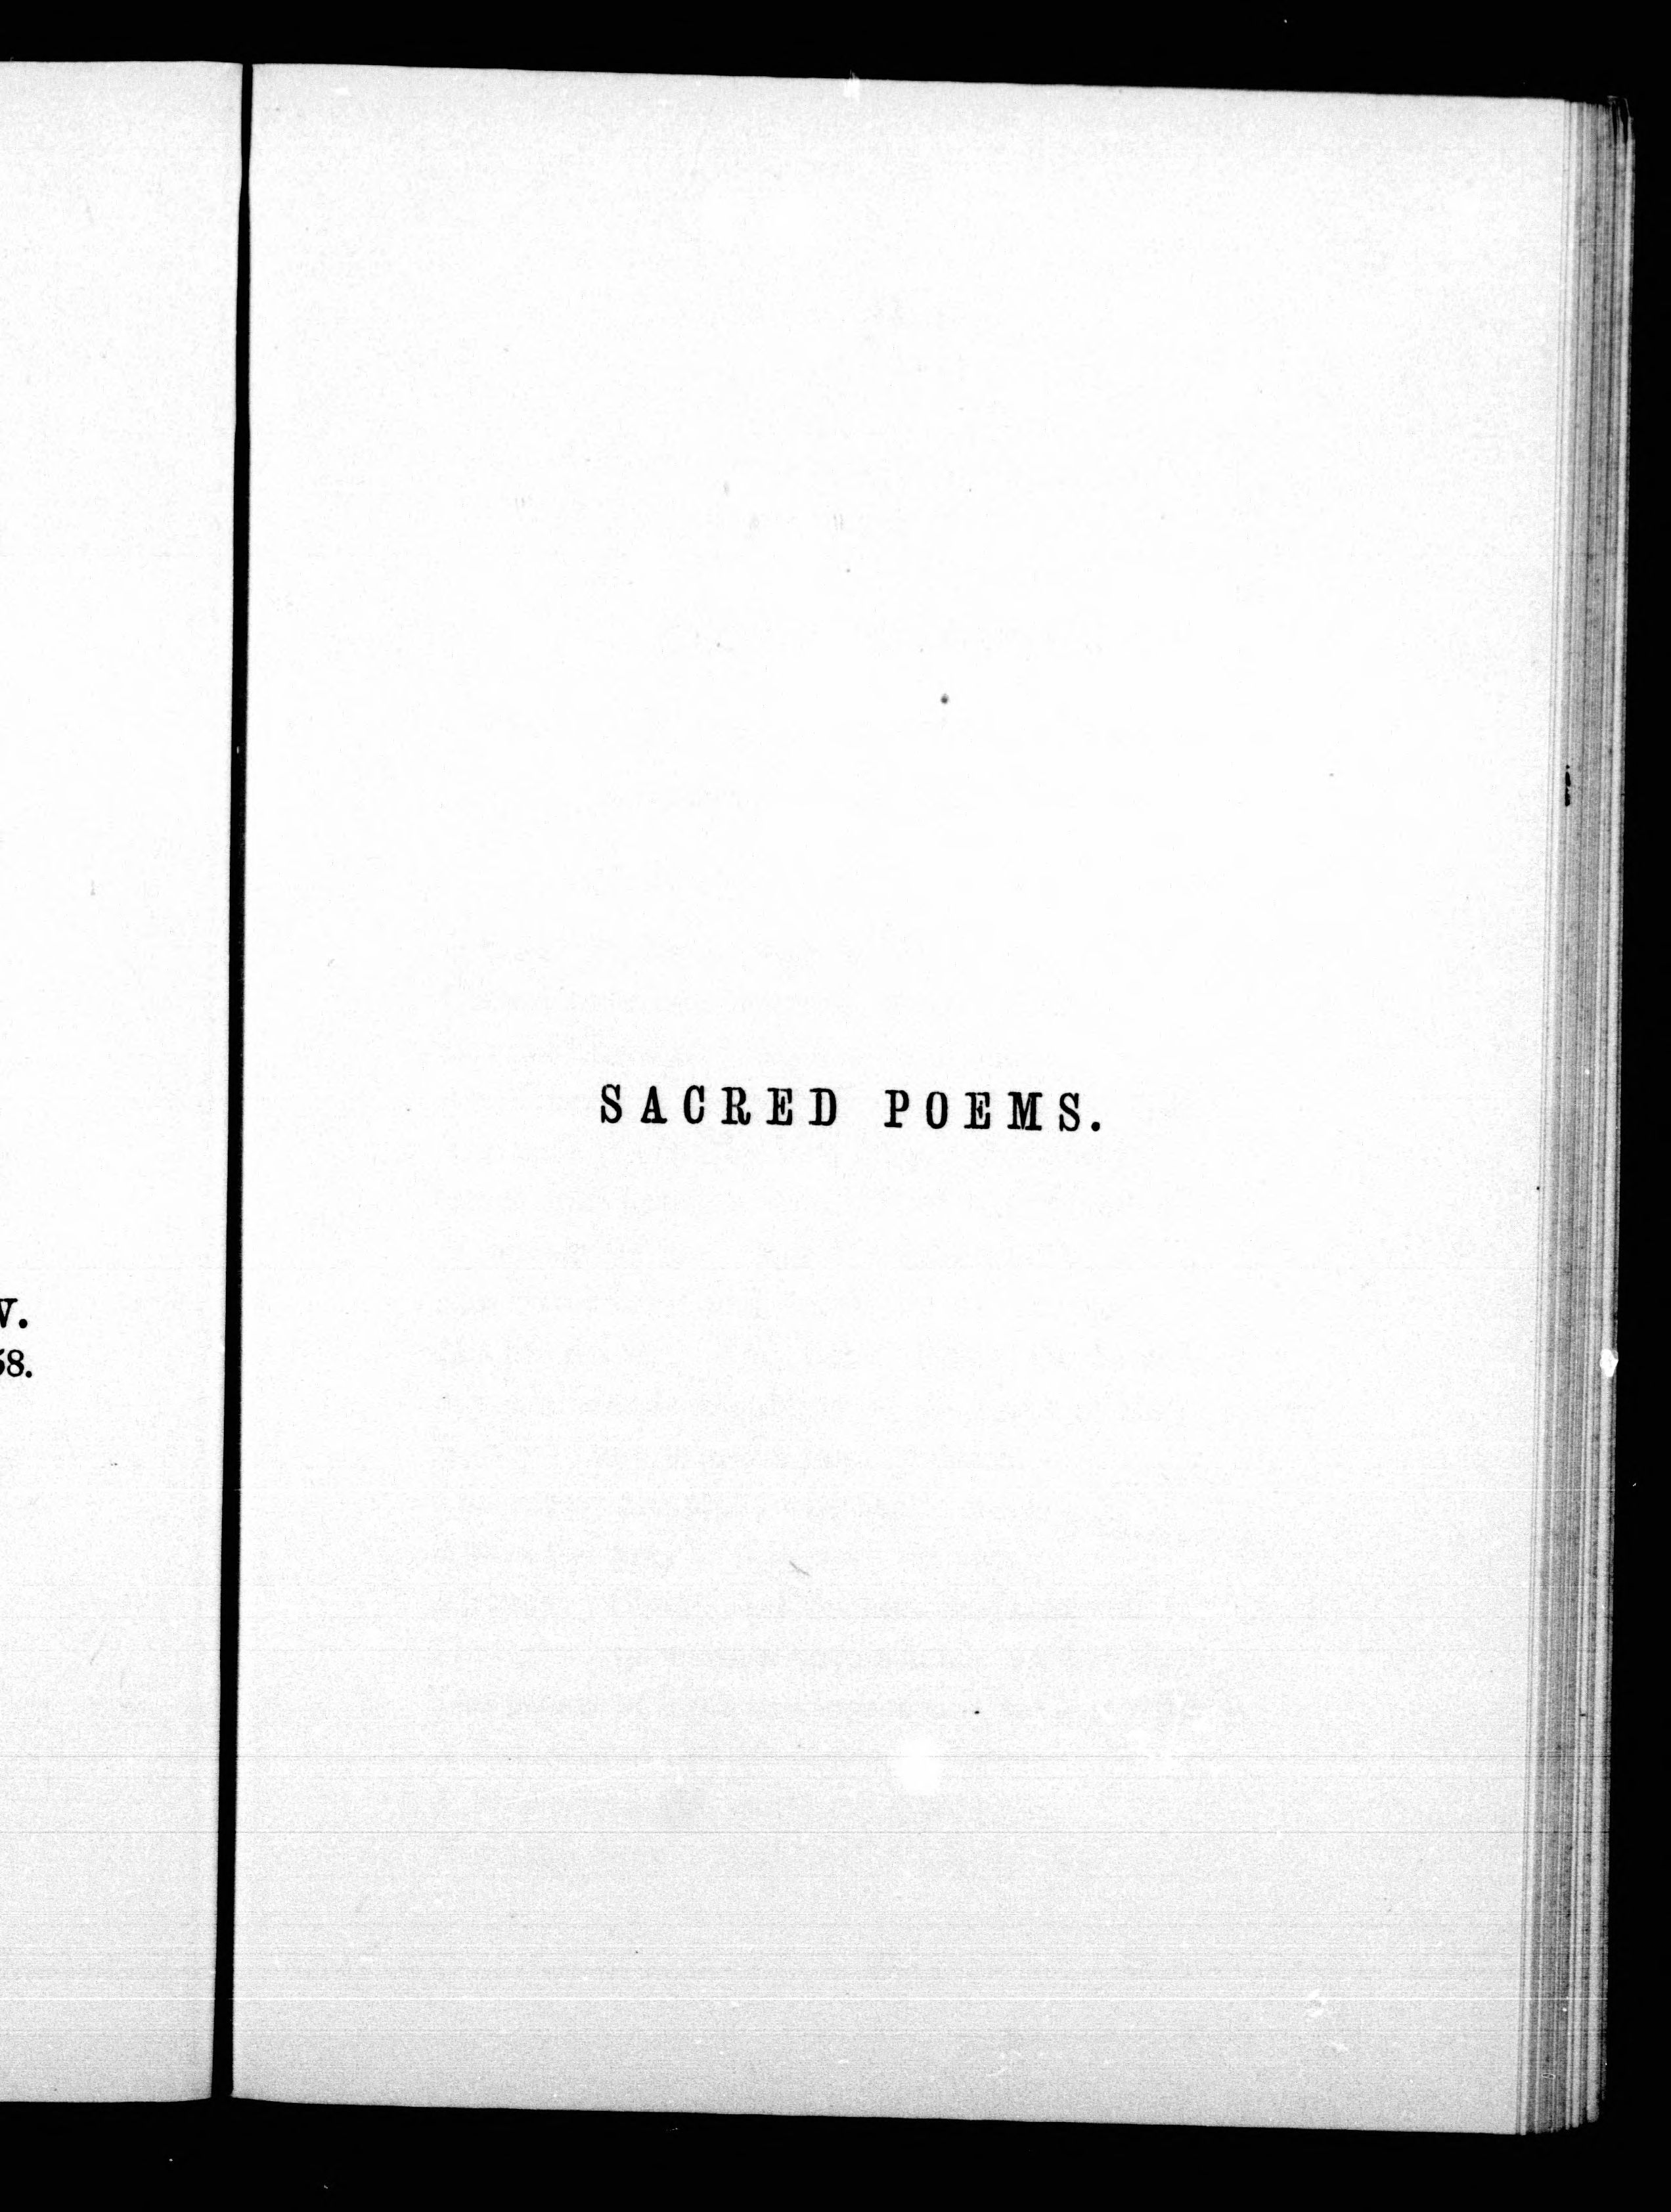 V.
58.
SACRED POEMS.